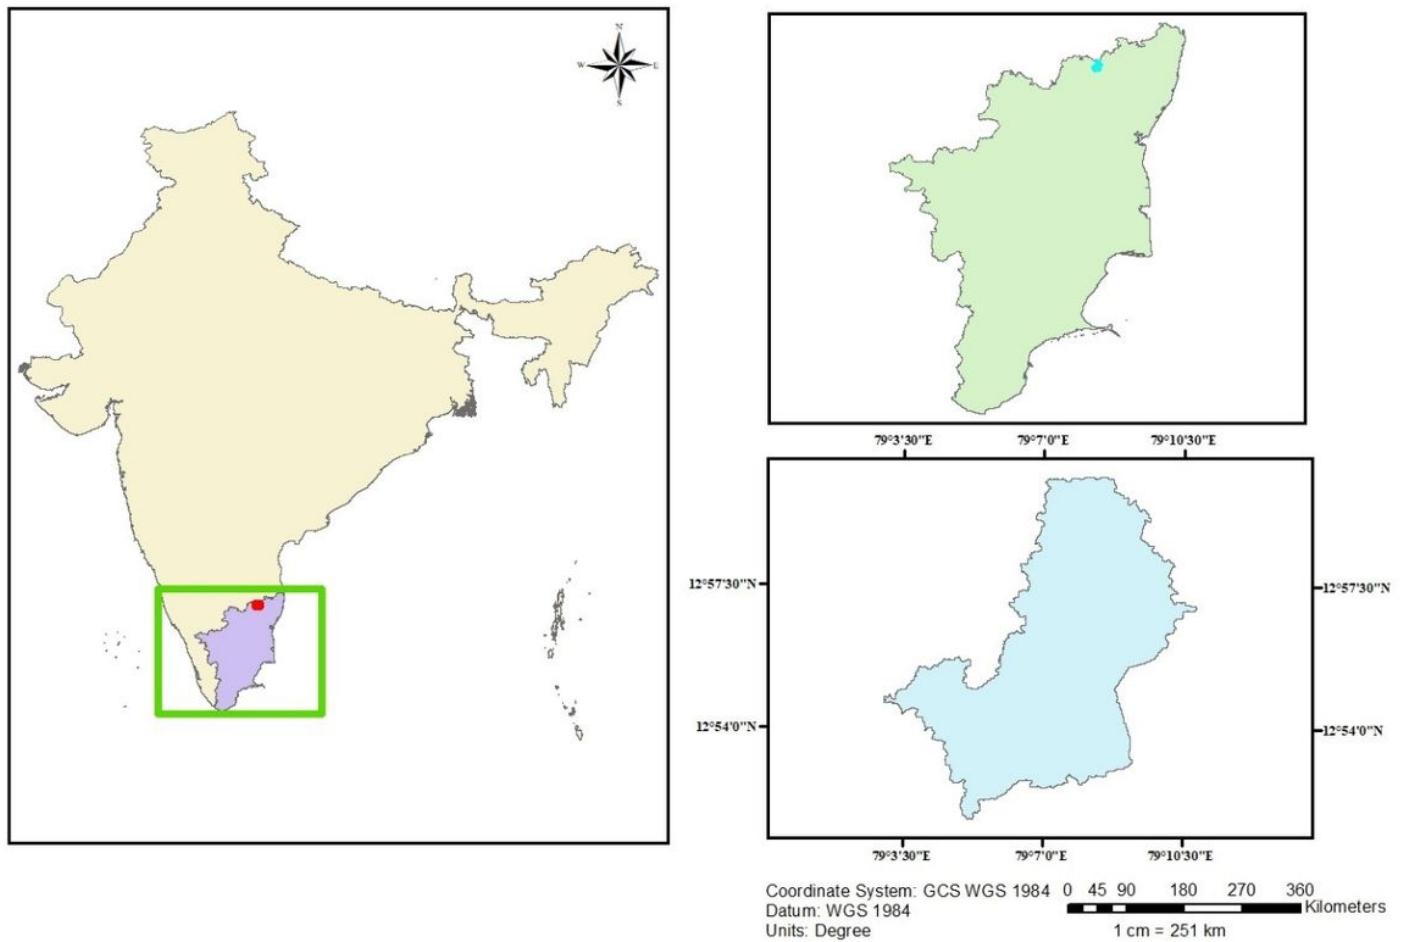 N
W E
S
79°3'30"E 79°7'0"E 79°10'30"E
12°57'30"N 12°57'30"N
12°54'0"N 12°54'0"N
79°3'30"E 79°7'0"E 79°10'30"E
Coordinate System: GCS WGS 1984 0 45 90 180 270 360
Datum: WGS 1984 Kilometers
Units: Degree 1 cm = 251 km